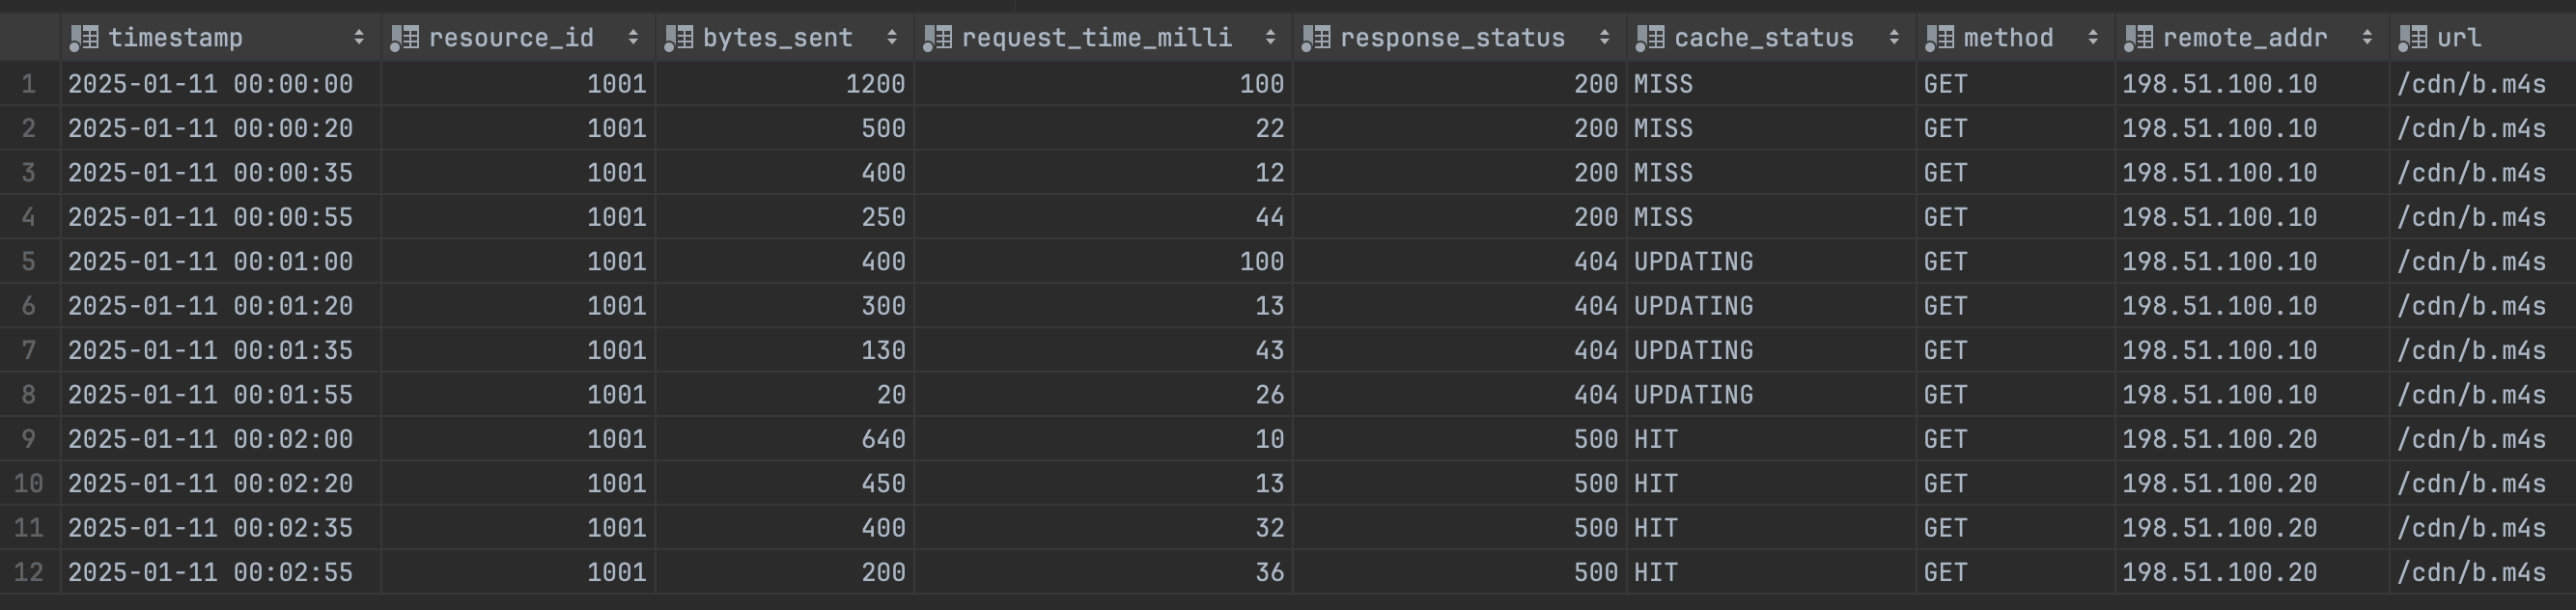 timestamp resource_id bytes_sent request_time_milli response_status cache_status method remote_addr url
1 2025-01-11 00:00:00 1001 1200 100 200 MISS GET 198.51.100.10 /cdn/b.m4s
2 2025-01-11 00:00:20 1001 500 22 200 MISS GET 198.51.100.10 /cdn/b.m4s
3 2025-01-11 00:00:35 1001 400 12 200 MISS GET 198.51.100.10 /cdn/b.m4s
4 2025-01-11 00:00:55 1001 250 44 200 MISS GET 198.51.100.10 /cdn/b.m4s
5 2025-01-11 00:01:00 1001 400 100 404 UPDATING GET 198.51.100.10 /cdn/b.m4s
6 2025-01-11 00:01:20 1001 300 13 404 UPDATING GET 198.51.100.10 /cdn/b.m4s
7 2025-01-11 00:01:35 1001 130 43 404 UPDATING GET 198.51.100.10 /cdn/b.m4s
8 2025-01-11 00:01:55 1001 20 26 404 UPDATING GET 198.51.100.10 /cdn/b.m4s
9 2025-01-11 00:02:00 1001 640 10 500 HIT GET 198.51.100.20 /cdn/b.m4s
10 2025-01-11 00:02:20 1001 450 13 500 HIT GET 198.51.100.20 /cdn/b.m4s
11 2025-01-11 00:02:35 1001 400 32 500 HIT GET 198.51.100.20 /cdn/b.m4s
12 2025-01-11 00:02:55 1001 200 36 500 HIT GET 198.51.100.20 /cdn/b.m4s